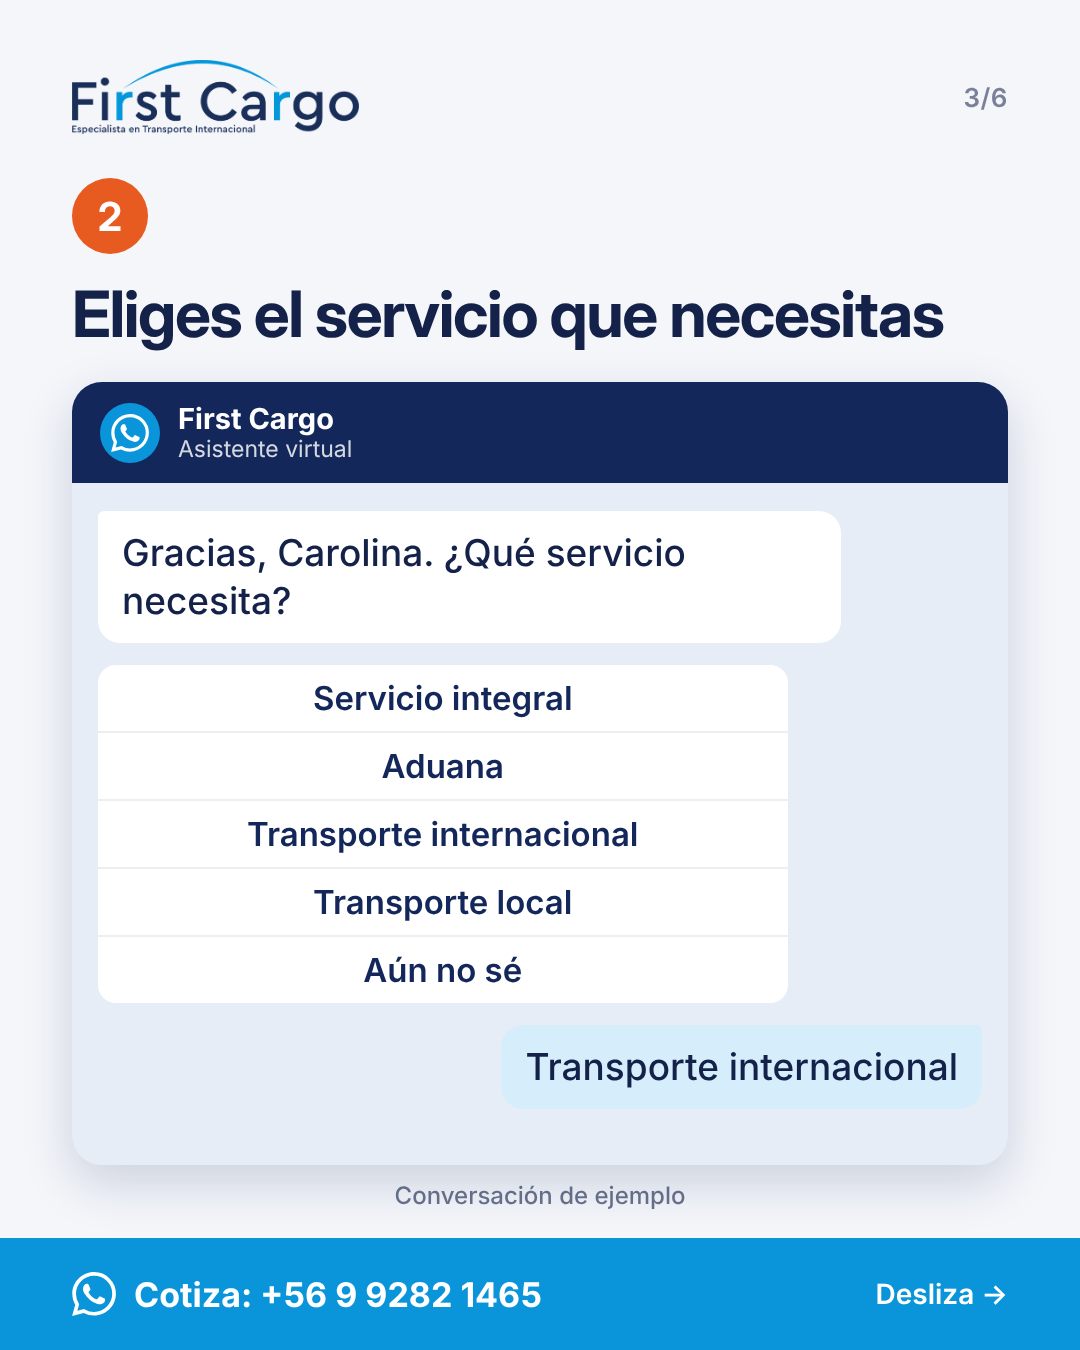 First Cargo
Especialista en Transporte Internacional
3/6
2
Eliges el servicio que necesitas
First Cargo
Asistente virtual
Gracias, Carolina. ¿Qué servicio
necesita?
Servicio integral
Aduana
Transporte internacional
Transporte local
Aún no sé
Transporte internacional
Conversación de ejemplo
Cotiza: +56 9 9282 1465
Desliza →